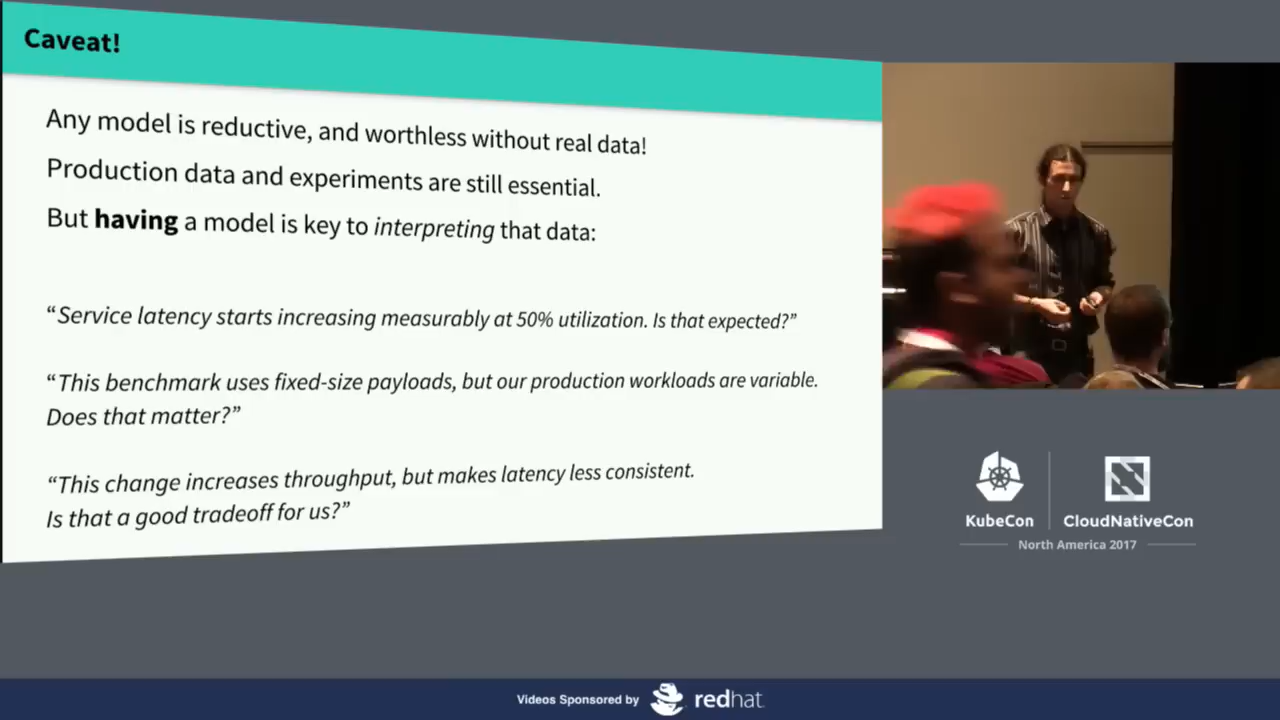 Caveat!
Any model is reductive, and worthless without real data!
Production data and experiments are still essential.
But having a model is key to interpreting that data:
“Service latency starts increasing measurably at 50% utilization. Is that expected?”
“This benchmark uses fixed-size payloads, but our production workloads are variable.
Does that matter?”
“This change increases throughput, but makes latency less consistent.
Is that a good tradeoff for us?”
KubeCon
CloudNativeCon
North America 2017
Videos Sponsored by
redhat